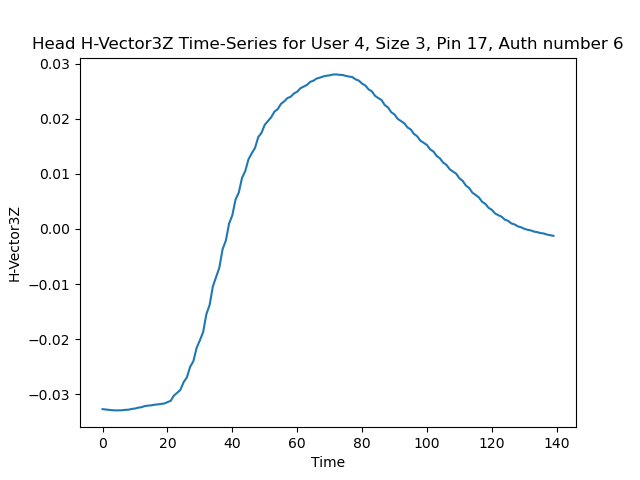 Head H-Vector3Z Time-Series for User 4, Size 3, Pin 17, Auth number 6
0.03
0.02
0.01
0.00
−0.01
−0.02
−0.03
H-Vector3Z
0 20 40 60 80 100 120 140
Time